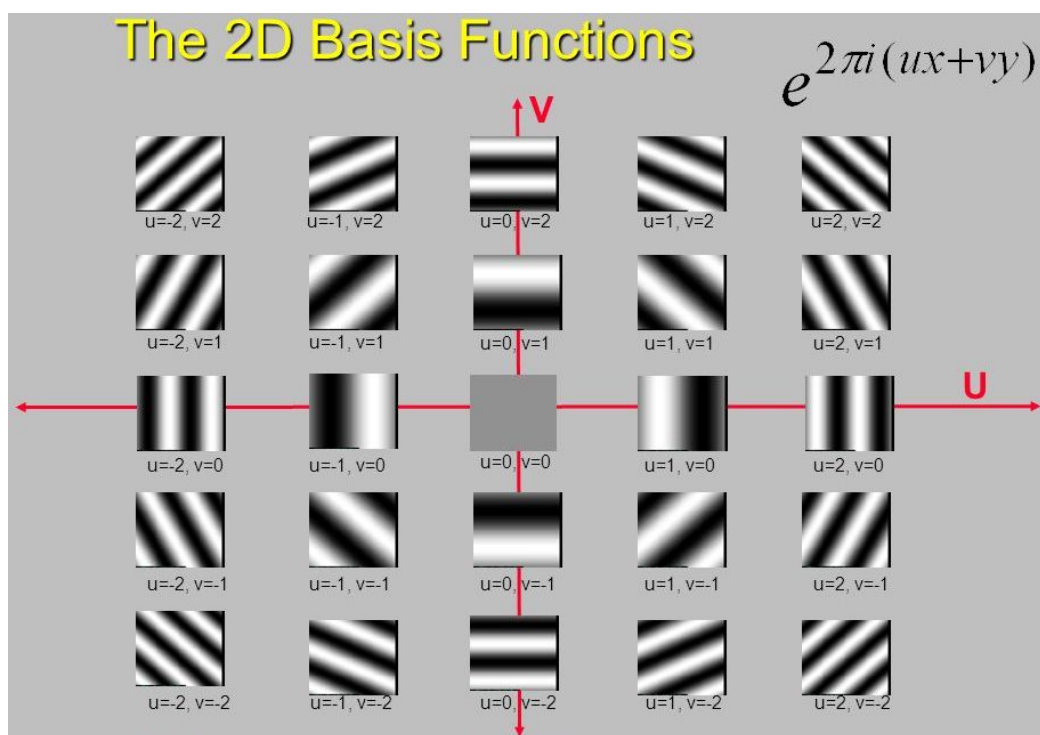 The 2D Basis Functions
e^{2πi(ux+vy)}
V
u=-2, v=2 u=-1, v=2 u=0, v=2 u=1, v=2 u=2, v=2
u=-2, v=1 u=-1, v=1 u=0, v=1 u=1, v=1 u=2, v=1
U
u=-2, v=0 u=-1, v=0 u=0, v=0 u=1, v=0 u=2, v=0
u=-2, v=-1 u=-1, v=-1 u=0, v=-1 u=1, v=-1 u=2, v=-1
u=-2, v=-2 u=-1, v=-2 u=0, v=-2 u=1, v=-2 u=2, v=-2